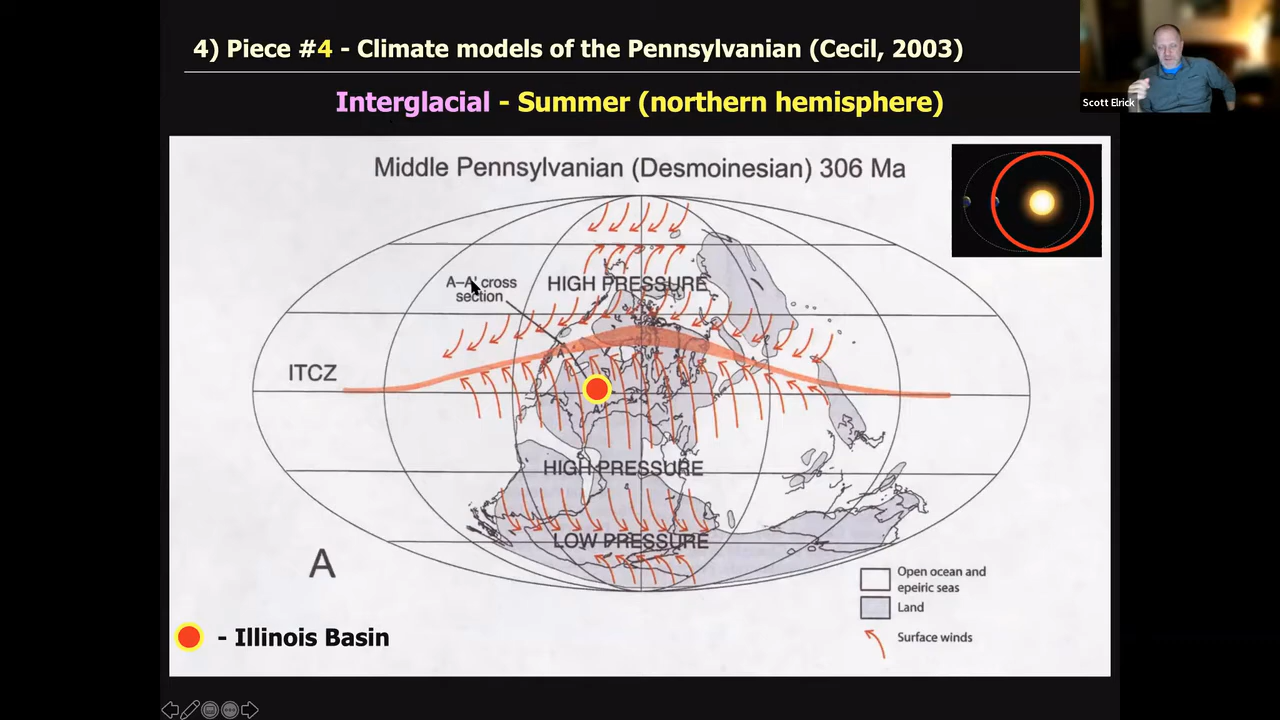 4) Piece #4 - Climate models of the Pennsylvanian (Cecil, 2003)
Scott Elrick
Interglacial - Summer (northern hemisphere)
Middle Pennsylvanian (Desmoinesian) 306 Ma
A–A' cross
section
HIGH PRESSURE
ITCZ
HIGH PRESSURE
LOW PRESSURE
A
Open ocean and
epeiric seas
Land
Surface winds
- Illinois Basin